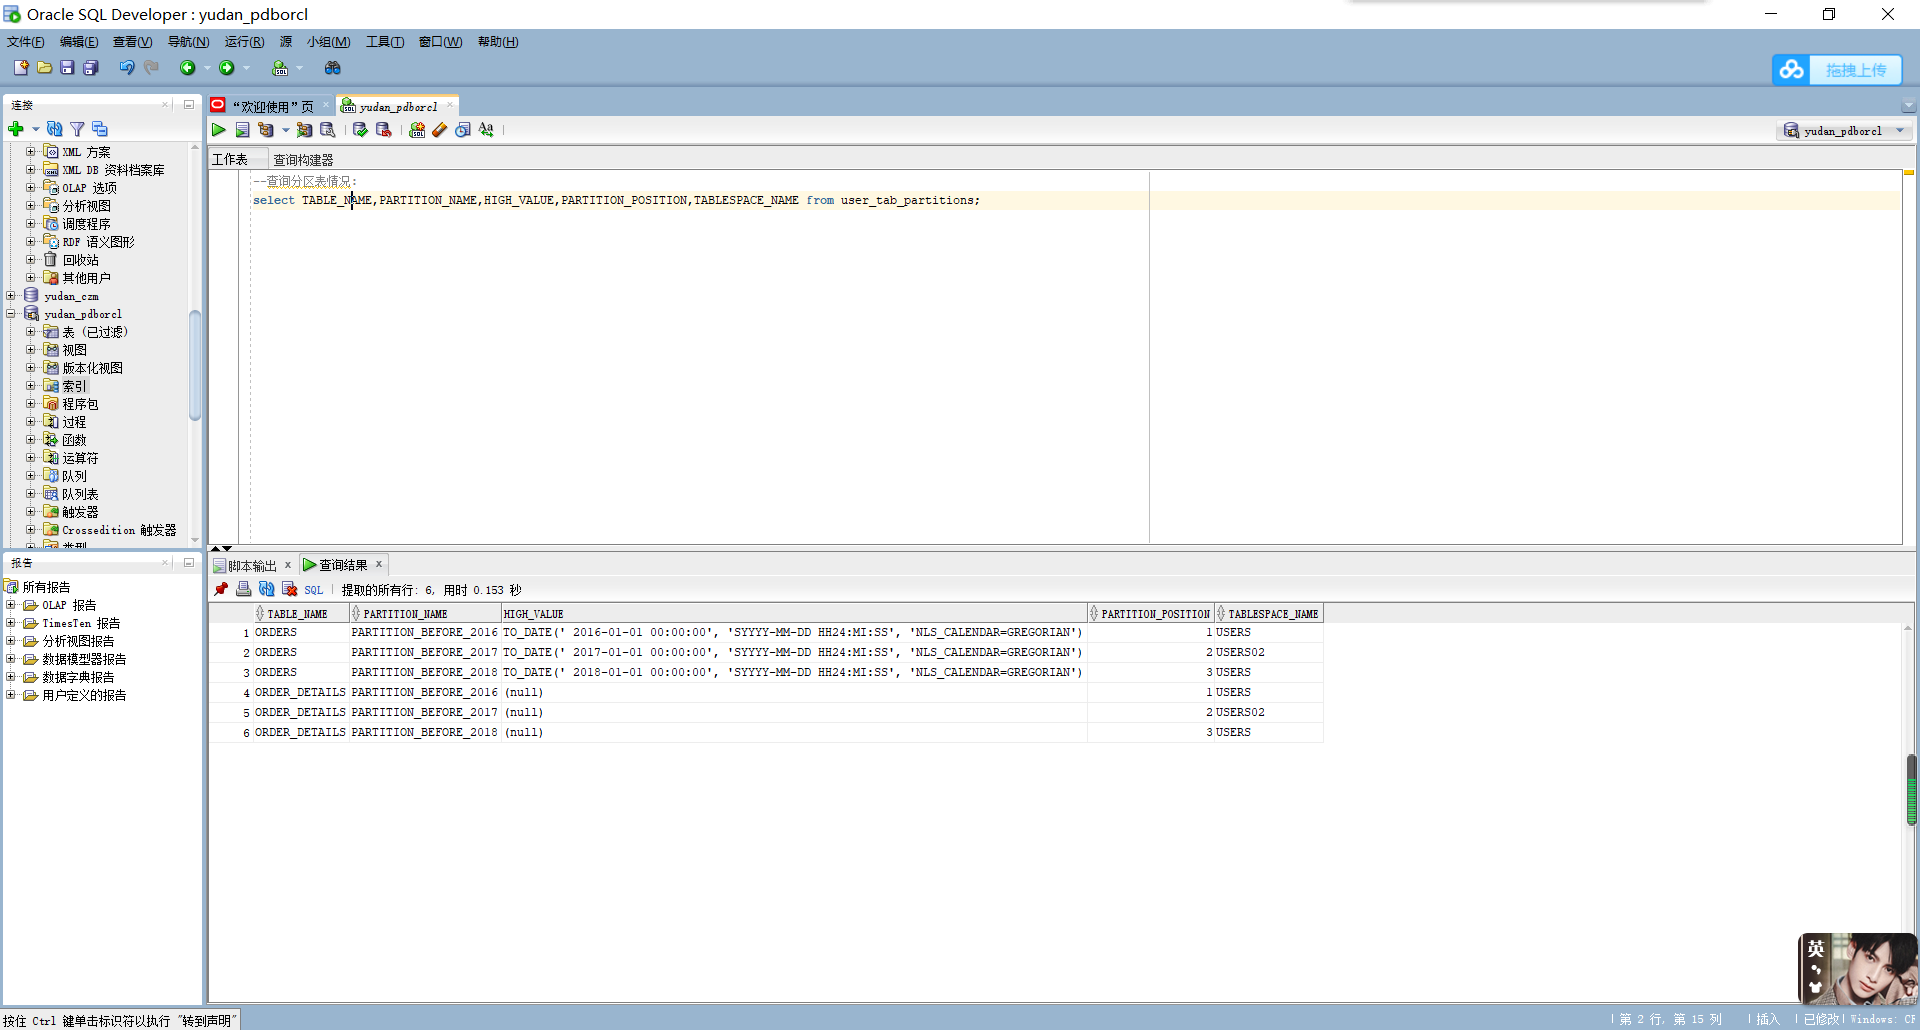 Oracle SQL Developer : yudan_pdborcl
文件(F) 编辑(E) 查看(V) 导航(N) 运行(R) 源 小组(M) 工具(T) 窗口(W) 帮助(H)
拖拽上传
连接
XML 方案
XML DB 资料档案库
OLAP 选项
分析视图
调度程序
RDF 语义图形
回收站
其他用户
yudan_czm
yudan_pdborcl
表 (已过滤)
视图
版本化视图
索引
程序包
过程
函数
运算符
队列
队列表
触发器
Crossedition 触发器
类型
报告
所有报告
OLAP 报告
TimesTen 报告
分析视图报告
数据模型器报告
数据字典报告
用户定义的报告
“欢迎使用”页
yudan_pdborcl
yudan_pdborcl
工作表 查询构建器
--查询分区表情况:
select TABLE_NAME,PARTITION_NAME,HIGH_VALUE,PARTITION_POSITION,TABLESPACE_NAME from user_tab_partitions;
脚本输出 x 查询结果 x
SQL 提取的所有行: 6, 用时 0.153 秒
TABLE_NAME PARTITION_NAME HIGH_VALUE PARTITION_POSITION TABLESPACE_NAME
1 ORDERS PARTITION_BEFORE_2016 TO_DATE(' 2016-01-01 00:00:00', 'SYYYY-MM-DD HH24:MI:SS', 'NLS_CALENDAR=GREGORIAN') 1 USERS
2 ORDERS PARTITION_BEFORE_2017 TO_DATE(' 2017-01-01 00:00:00', 'SYYYY-MM-DD HH24:MI:SS', 'NLS_CALENDAR=GREGORIAN') 2 USERS02
3 ORDERS PARTITION_BEFORE_2018 TO_DATE(' 2018-01-01 00:00:00', 'SYYYY-MM-DD HH24:MI:SS', 'NLS_CALENDAR=GREGORIAN') 3 USERS
4 ORDER_DETAILS PARTITION_BEFORE_2016 (null) 1 USERS
5 ORDER_DETAILS PARTITION_BEFORE_2017 (null) 2 USERS02
6 ORDER_DETAILS PARTITION_BEFORE_2018 (null) 3 USERS
英
按住 Ctrl 键单击标识符以执行 "转到声明"
第 2 行, 第 15 列 插入 已修改 Windows: CF